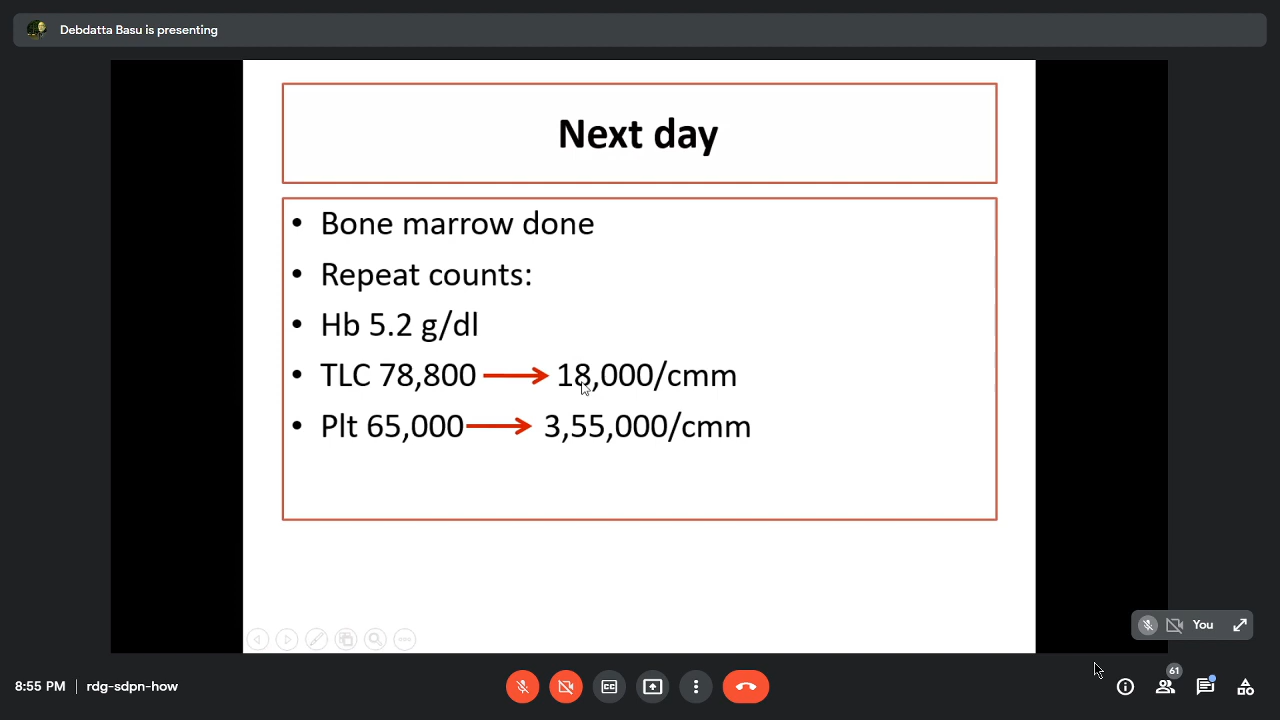 Debdatta Basu is presenting
Next day
• Bone marrow done
• Repeat counts:
• Hb 5.2 g/dl
• TLC 78,800 → 18,000/cmm
• Plt 65,000 → 3,55,000/cmm
You
8:55 PM | rdg-sdpn-how
CC
61